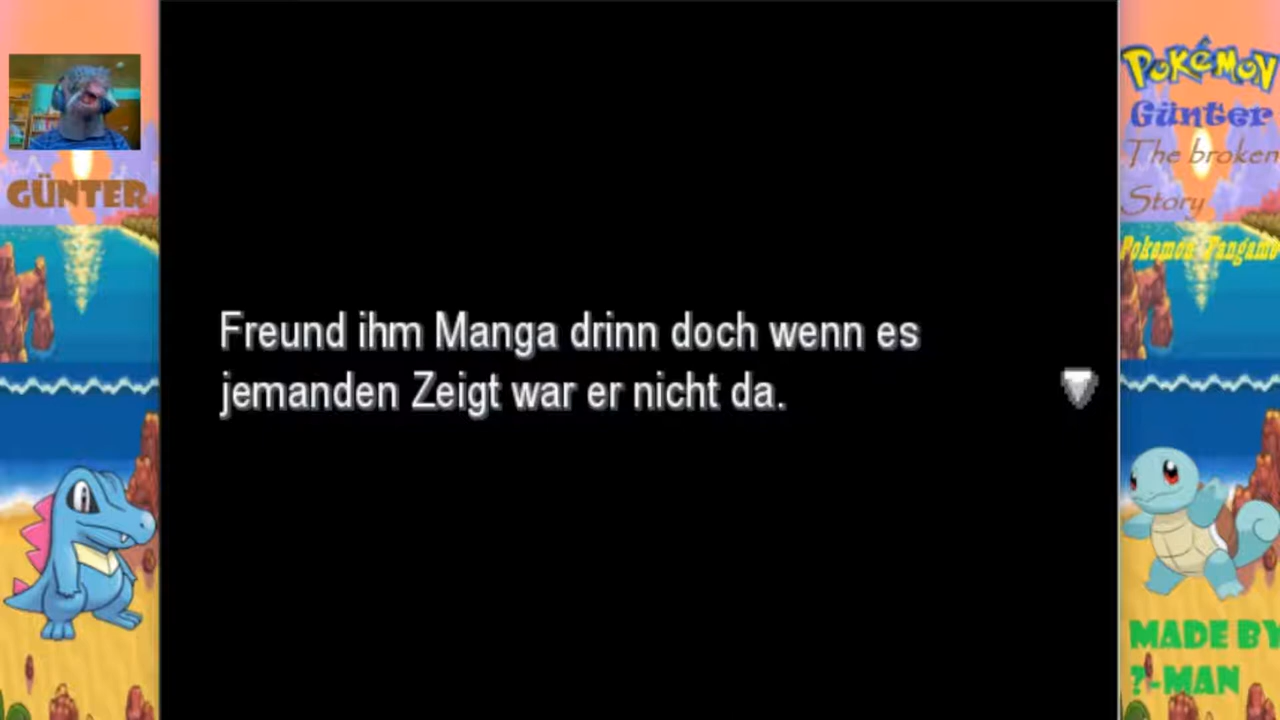 GÜNTER
Freund ihm Manga drinn doch wenn es
jemanden Zeigt war er nicht da.
POKÉMON
Günter
The broken
Story
Pokemon Fangame
MADE BY
?-MAN